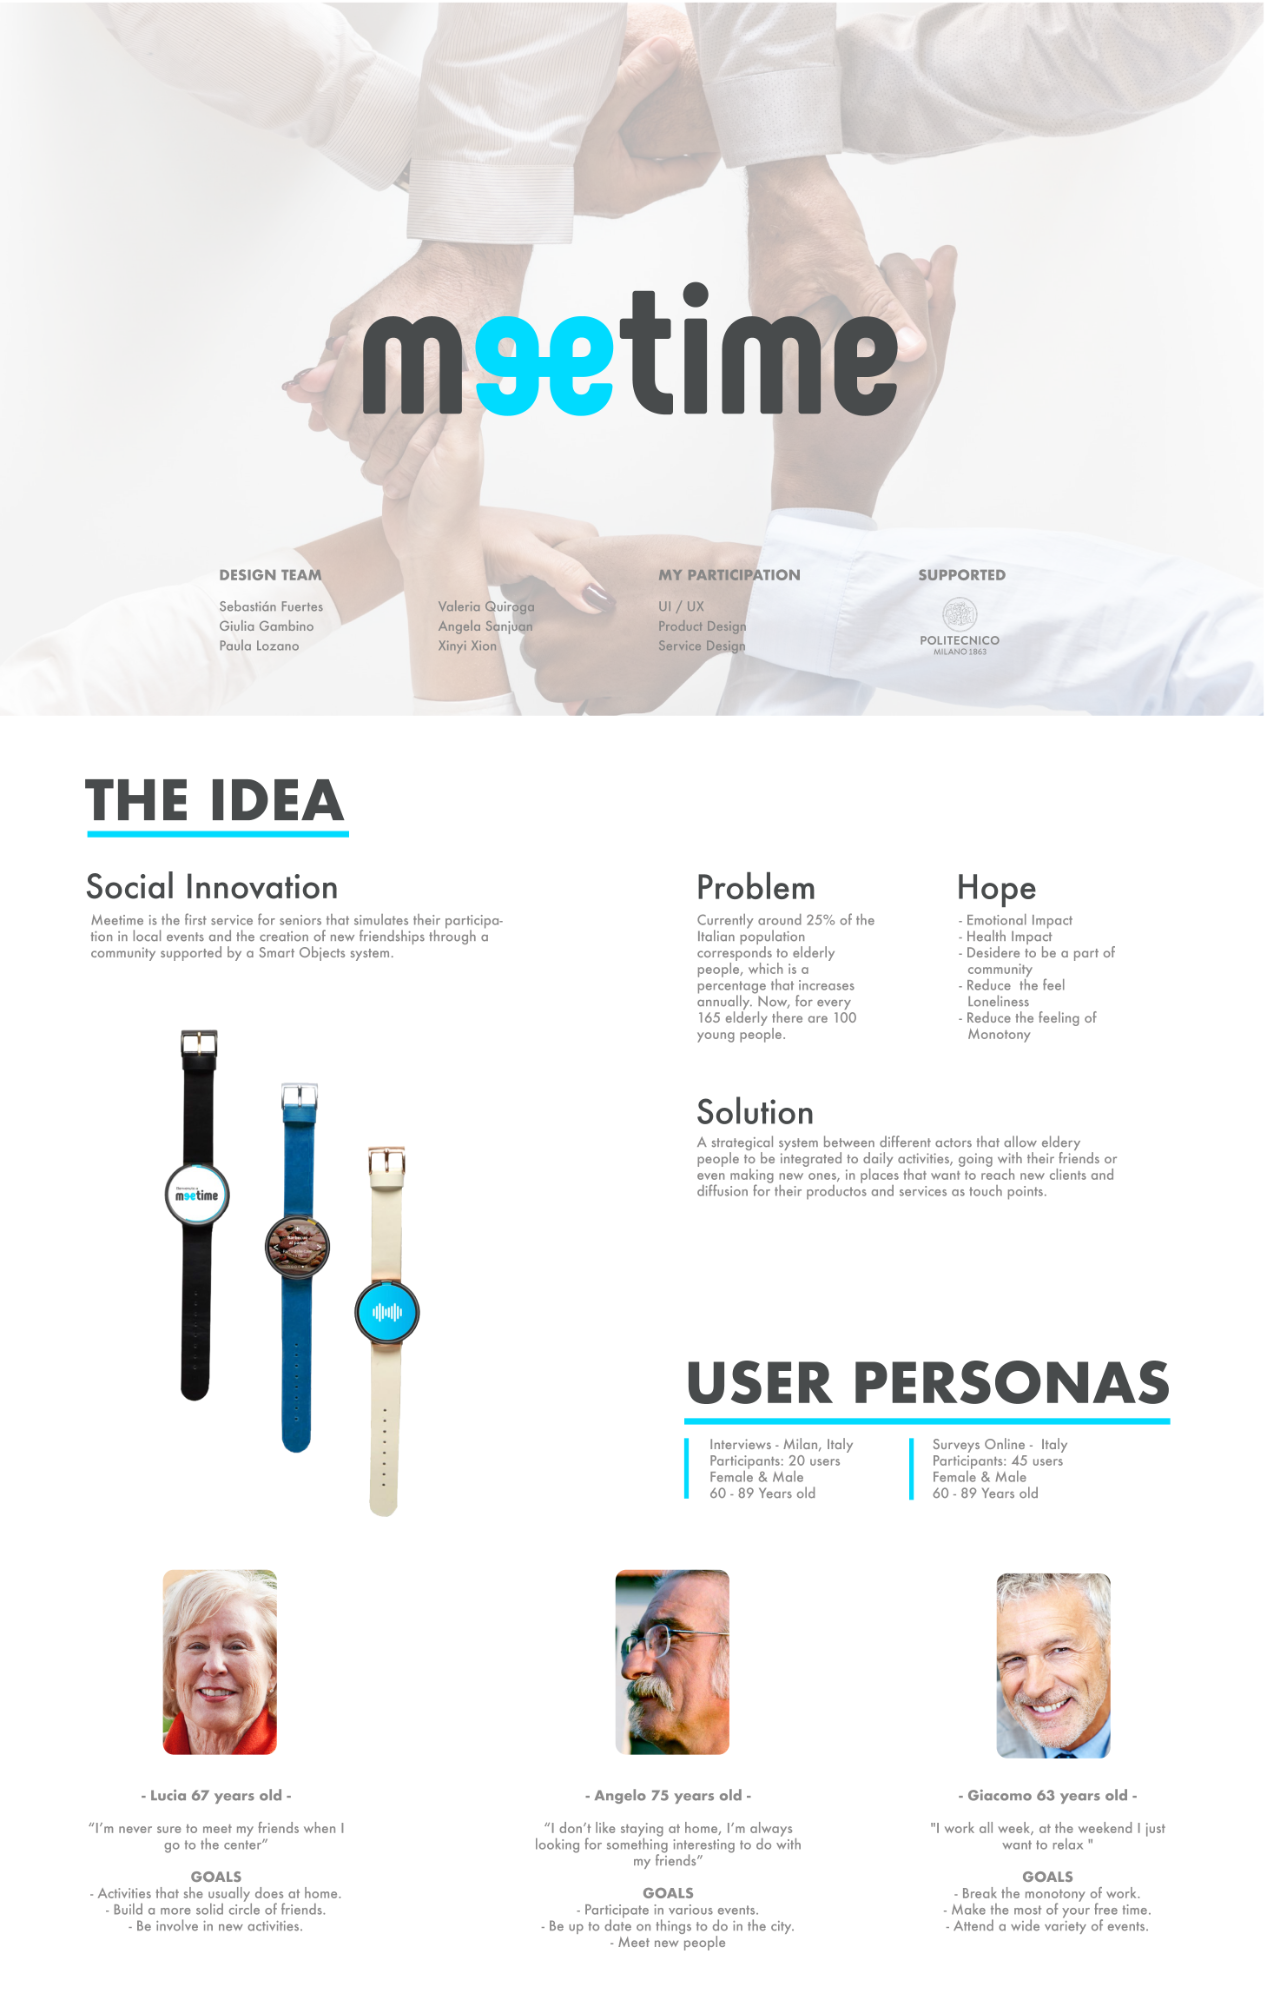 meetime
DESIGN TEAM
Sebastián Fuertes
Giulia Gambino
Paula Lozano
Valeria Quiroga
Angela Sanjuan
Xinyi Xion
MY PARTICIPATION
UI / UX
Product Design
Service Design
SUPPORTED
POLITECNICO
MILANO 1863
THE IDEA
Social Innovation
Meetime is the first service for seniors that simulates their participa-
tion in local events and the creation of new friendships through a
community supported by a Smart Objects system.
Problem
Currently around 25% of the
Italian population
corresponds to elderly
people, which is a
percentage that increases
annually. Now, for every
165 elderly there are 100
young people.
Hope
- Emotional Impact
- Health Impact
- Desidere to be a part of
community
- Reduce the feel
Loneliness
- Reduce the feeling of
Monotony
meetime
Solution
A strategical system between different actors that allow eldery
people to be integrated to daily activities, going with their friends or
even making new ones, in places that want to reach new clients and
diffusion for their productos and services as touch points.
USER PERSONAS
Interviews - Milan, Italy
Participants: 20 users
Female & Male
60 - 89 Years old
Surveys Online - Italy
Participants: 45 users
Female & Male
60 - 89 Years old
- Lucia 67 years old -
“I’m never sure to meet my friends when I
go to the center”
GOALS
- Activities that she usually does at home.
- Build a more solid circle of friends.
- Be involve in new activities.
- Angelo 75 years old -
“I don’t like staying at home, I’m always
looking for something interesting to do with
my friends”
GOALS
- Participate in various events.
- Be up to date on things to do in the city.
- Meet new people
- Giacomo 63 years old -
"I work all week, at the weekend I just
want to relax "
GOALS
- Break the monotony of work.
- Make the most of your free time.
- Attend a wide variety of events.